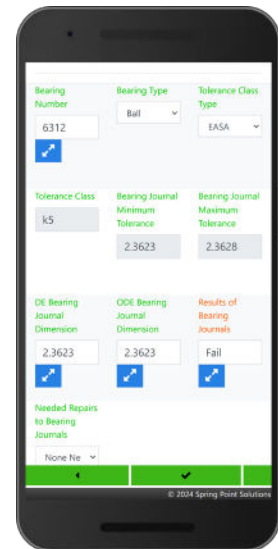 Bearing Number
Bearing Type
Tolerance Class Type
6312
Ball
EASA
Tolerance Class
Bearing Journal Minimum Tolerance
Bearing Journal Maximum Tolerance
k5
2.3623
2.3628
DE Bearing Journal Dimension
ODE Bearing Journal Dimension
Results of Bearing Journals
2.3623
2.3623
Fail
Needed Repairs to Bearing Journals
None Ne
© 2024 Spring Point Solutions